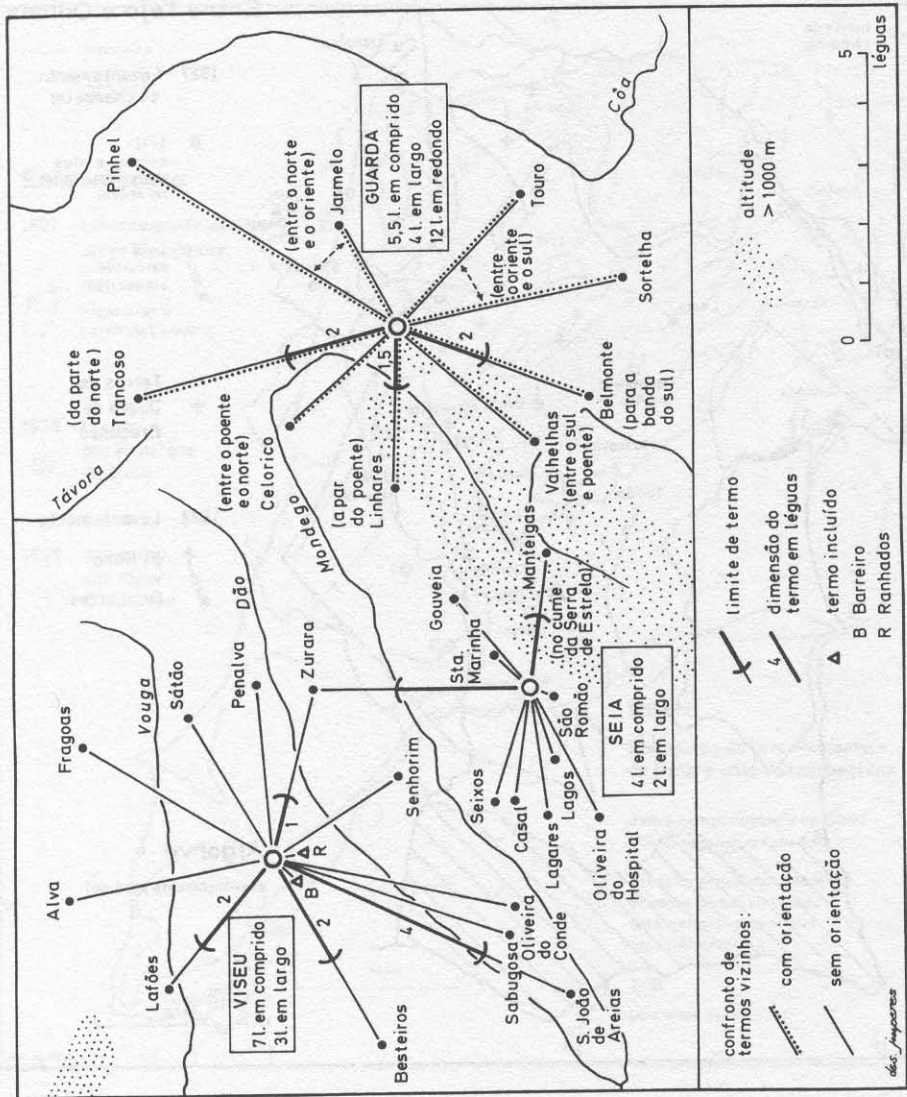 Pinhel
(entre o norte
e o oriente)
Jarmelo
GUARDA
5,5 l. em comprido
4 l. em largo
12 l. em redondo
Côa
Touro
(entre
o oriente
e o sul)
Sortelha
(da parte
do norte)
Trancoso
2
(entre o poente
e o norte)
Celorico
1,5
(apar
do poente)
Linhares
2
Belmonte
(para a
banda
do sul)
Valhelhas
(entre o sul
e poente)
Távora
Mondego
Dão
Vouga
Fragoas
Sátão
Penalva
Zurara
Alva
Lafões
2
VISEU
7 l. em comprido
3 l. em largo
B
R
1
2
4
Besteiros
Senhorim
Oliveira
do
Conde
Sabugosa
S. João
de
Areias
Gouveia
Sta.
Marinha
Manteigas
(no cume
da Serra
de Estrela)
São
Romão
SEIA
4 l. em comprido
2 l. em largo
Seixos
Casal
Lagares
Lagos
Oliveira
do
Hospital
confronto de
termos vizinhos:
com orientação
sem orientação
limite de termo
4
dimensão do
termo em léguas
termo incluído
B Barreiro
R Ranhados
altitude
> 1000 m
0
5
léguas